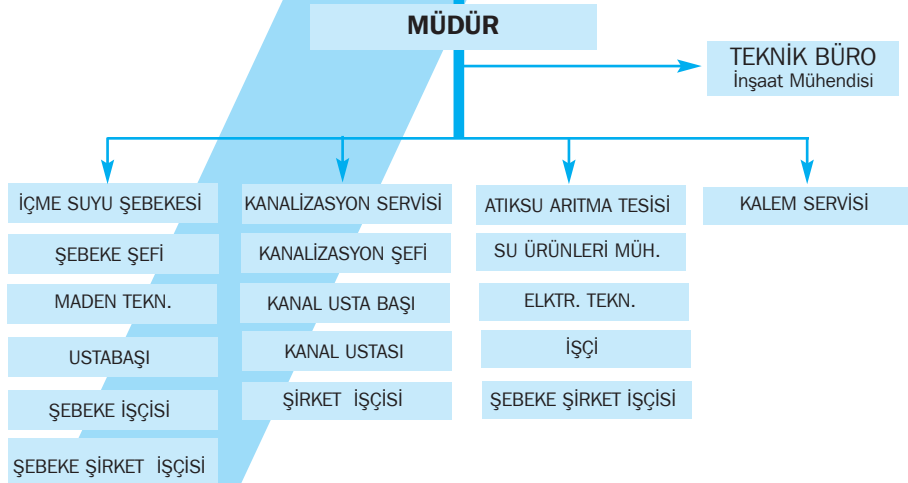 MÜDÜR
TEKNİK BÜRO
İnşaat Mühendisi
İÇME SUYU ŞEBEKESİ
ŞEBEKE ŞEFİ
MADEN TEKN.
USTABAŞI
ŞEBEKE İŞÇİSİ
ŞEBEKE ŞİRKET İŞÇİSİ
KANALİZASYON SERVİSİ
KANALİZASYON ŞEFİ
KANAL USTA BAŞI
KANAL USTASI
ŞİRKET İŞÇİSİ
ATIKSU ARITMA TESİSİ
SU ÜRÜNLERİ MÜH.
ELKTR. TEKN.
İŞÇİ
ŞEBEKE ŞİRKET İŞÇİSİ
KALEM SERVİSİ